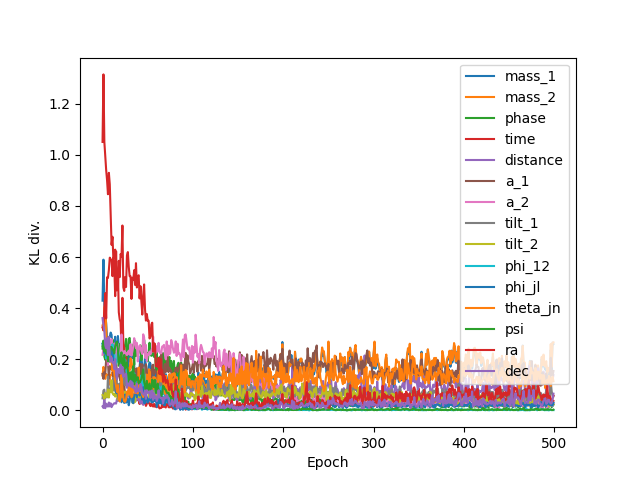 KL div.
1.2
1.0
0.8
0.6
0.4
0.2
0.0
0
100
200
300
400
500
Epoch
mass_1
mass_2
phase
time
distance
a_1
a_2
tilt_1
tilt_2
phi_12
phi_jl
theta_jn
psi
ra
dec